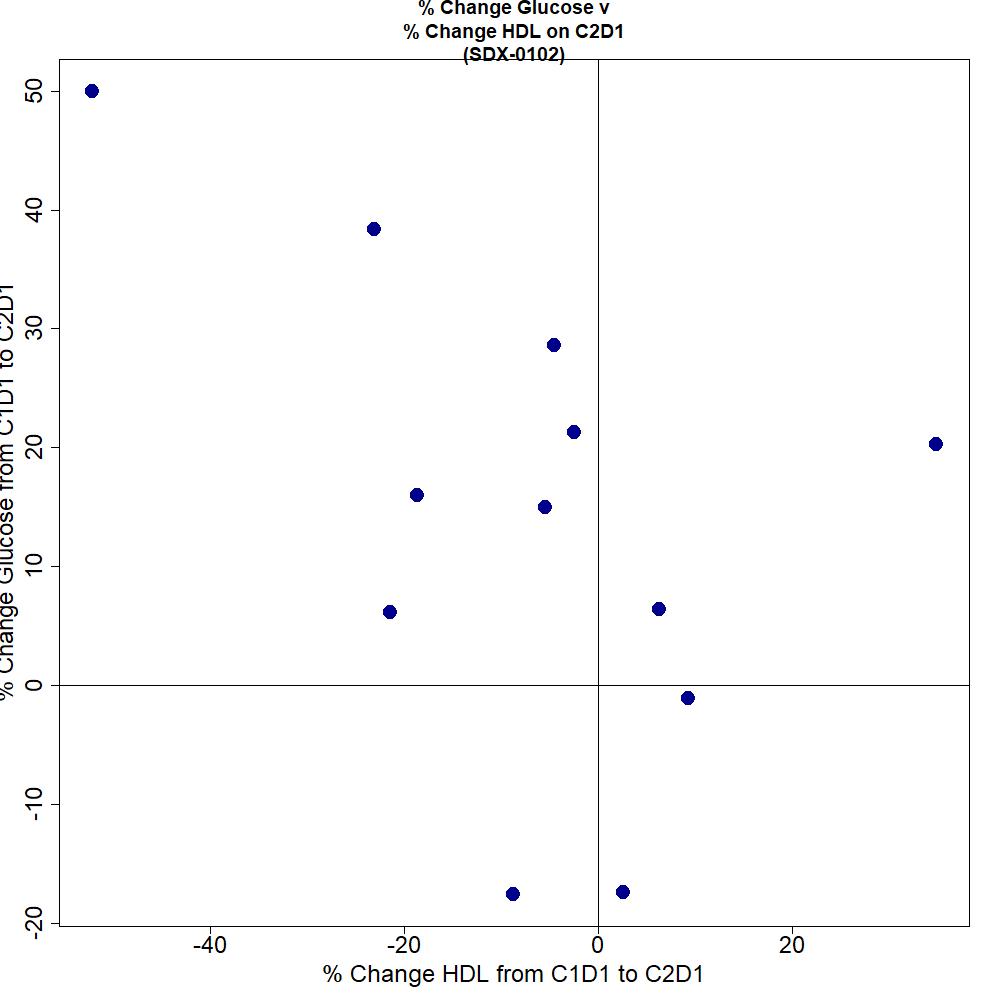 % Change Glucose v
% Change HDL on C2D1
(SDX-0102)
% Change Glucose from C1D1 to C2D1
50
40
30
20
10
0
-10
-20
-40
-20
0
20
% Change HDL from C1D1 to C2D1